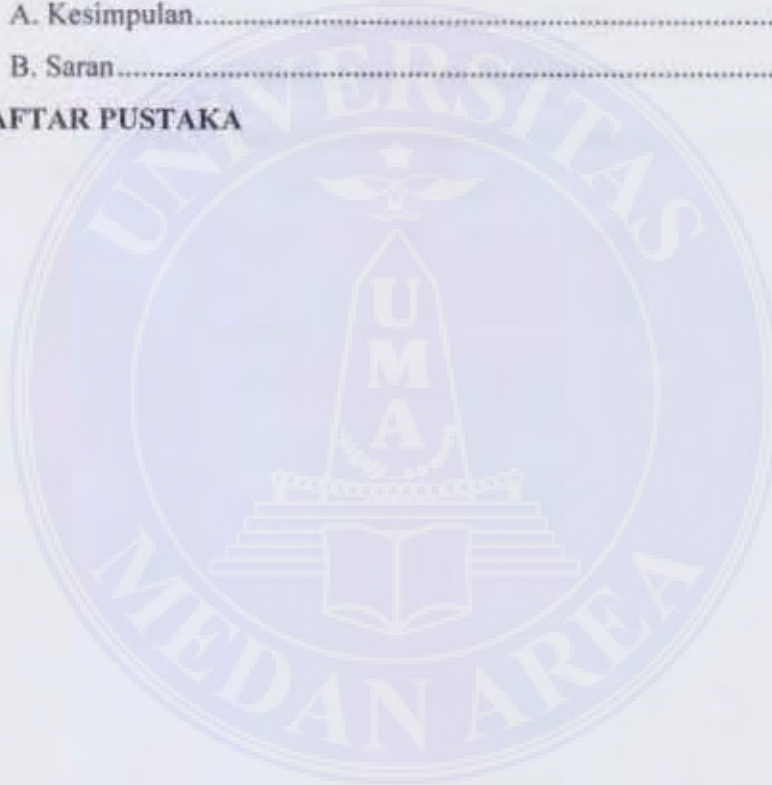 A. Kesimpulan......................................................................................
B. Saran..................................................................................................
AFTAR PUSTAKA
UNIVERSITAS
U
M
A
MEDAN AREA